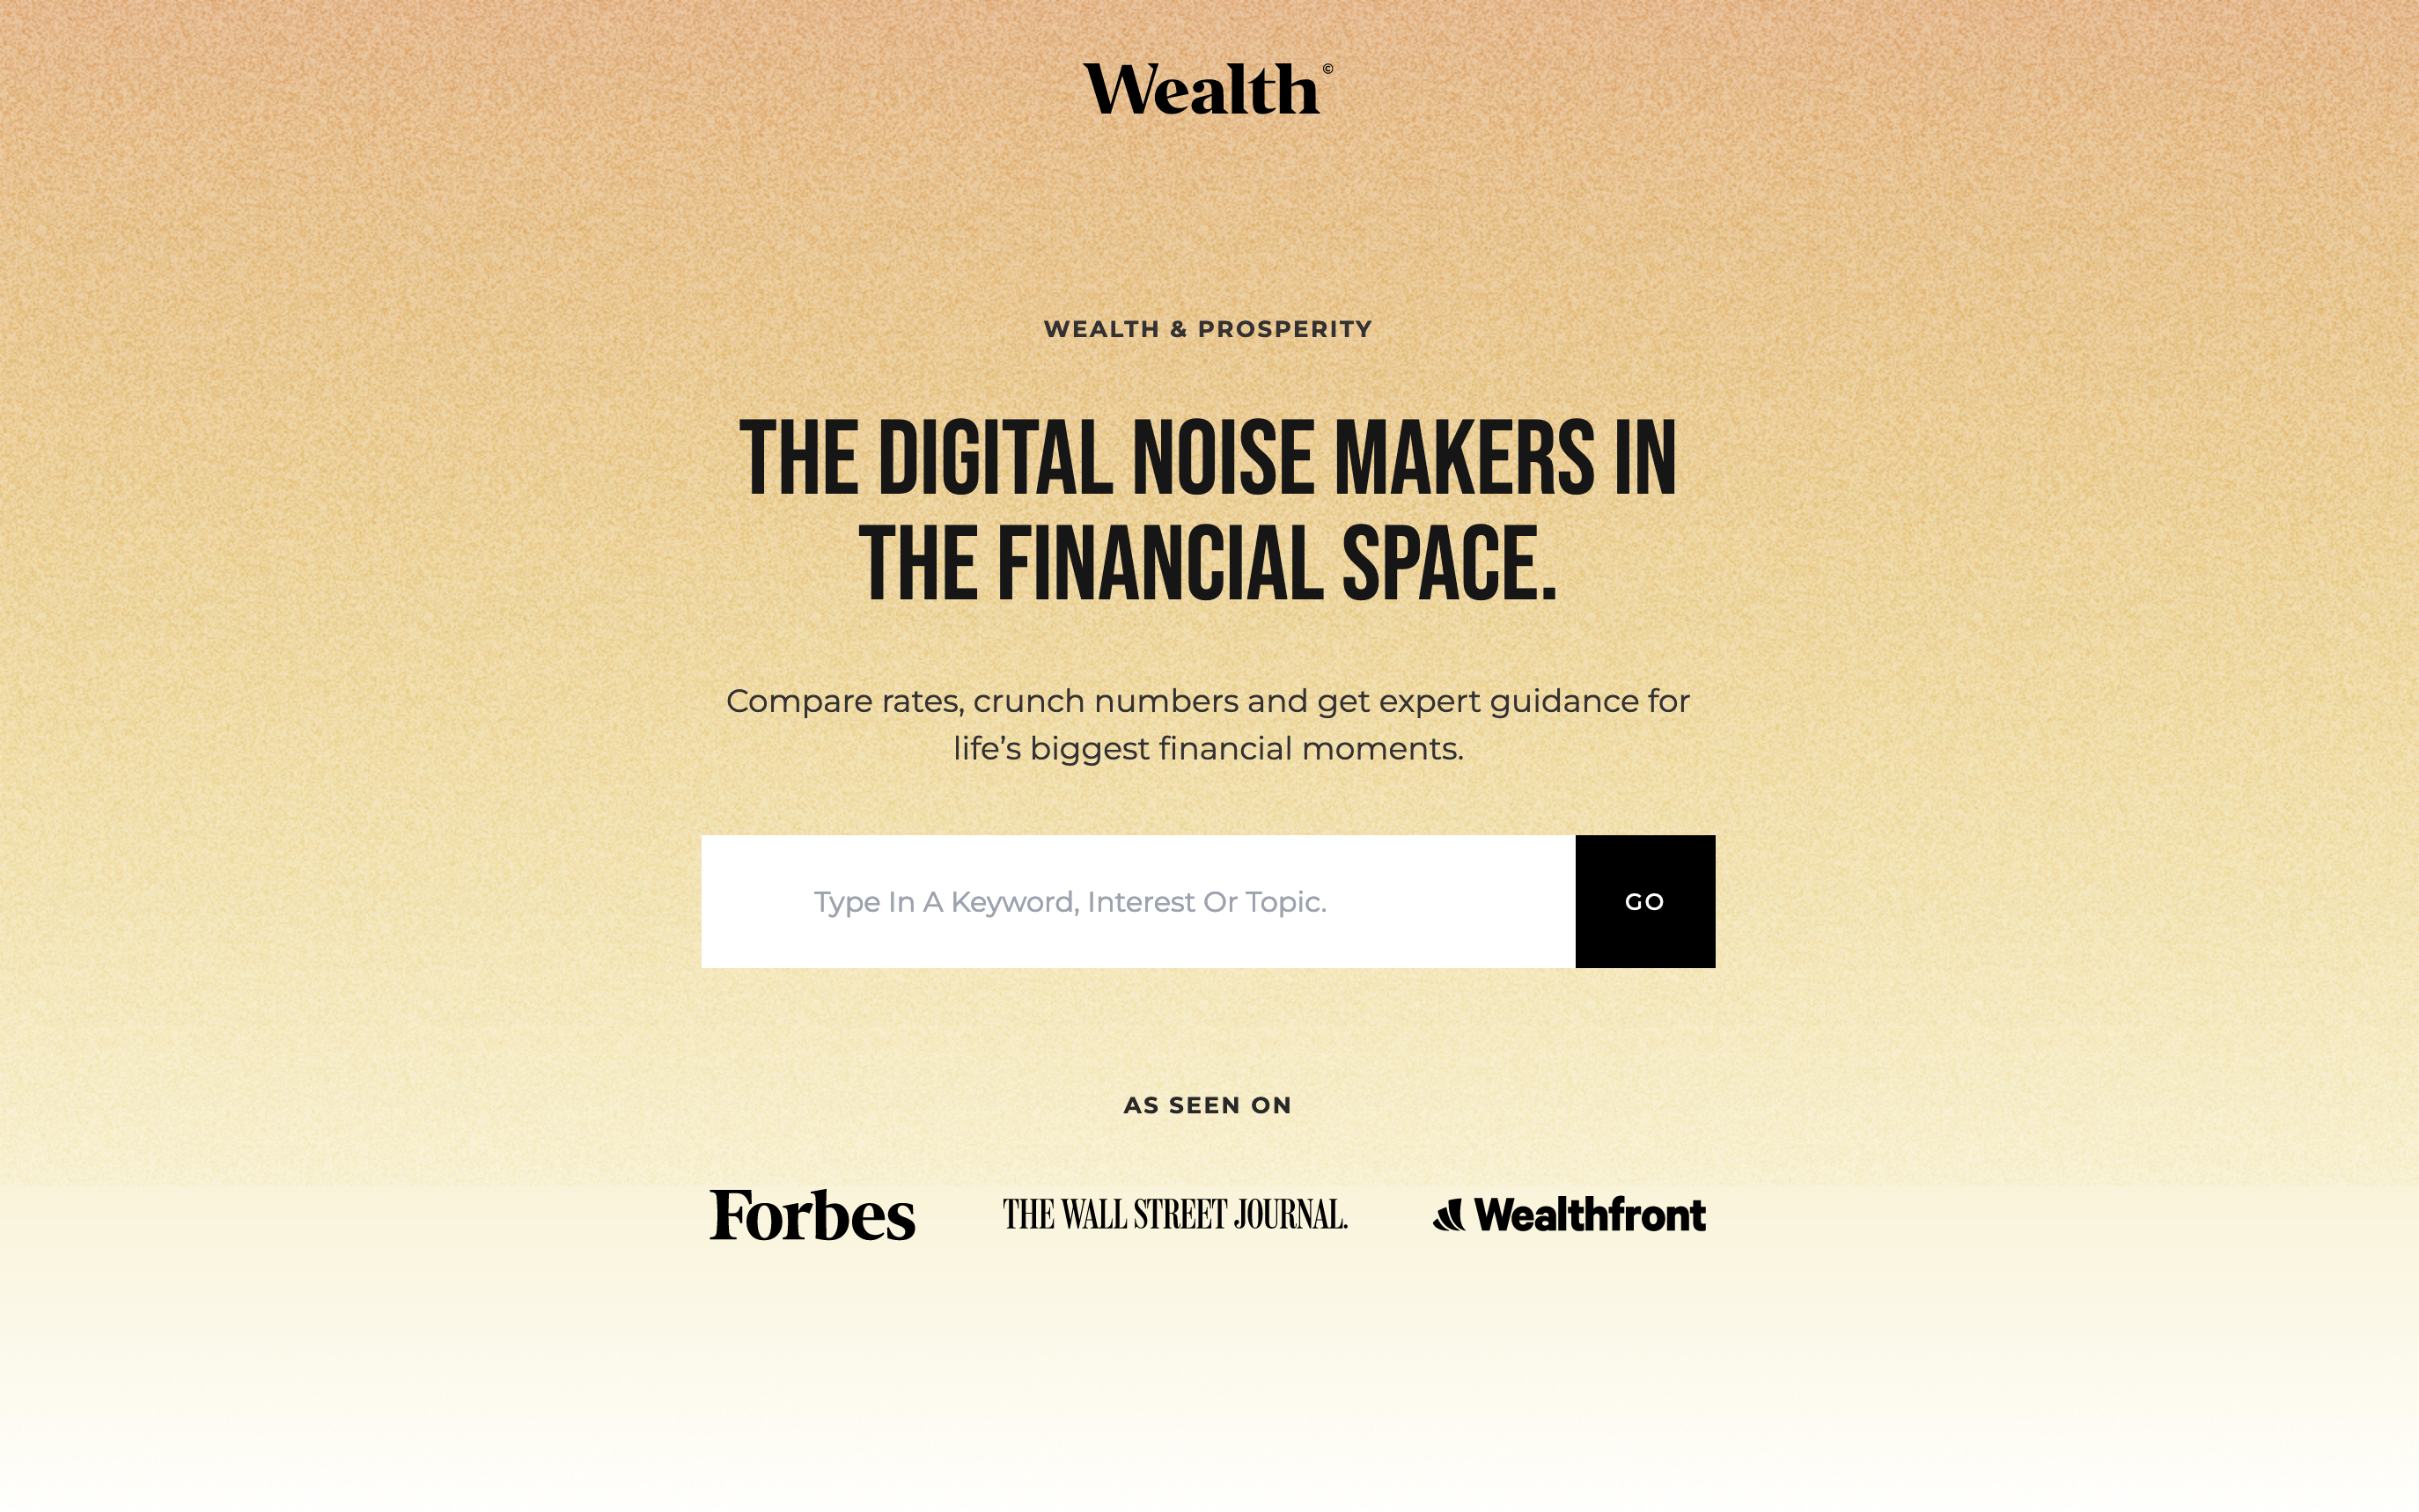 Wealth©
WEALTH & PROSPERITY
THE DIGITAL NOISE MAKERS IN
THE FINANCIAL SPACE.
Compare rates, crunch numbers and get expert guidance for
life’s biggest financial moments.
Type In A Keyword, Interest Or Topic.
GO
AS SEEN ON
Forbes
THE WALL STREET JOURNAL.
Wealthfront